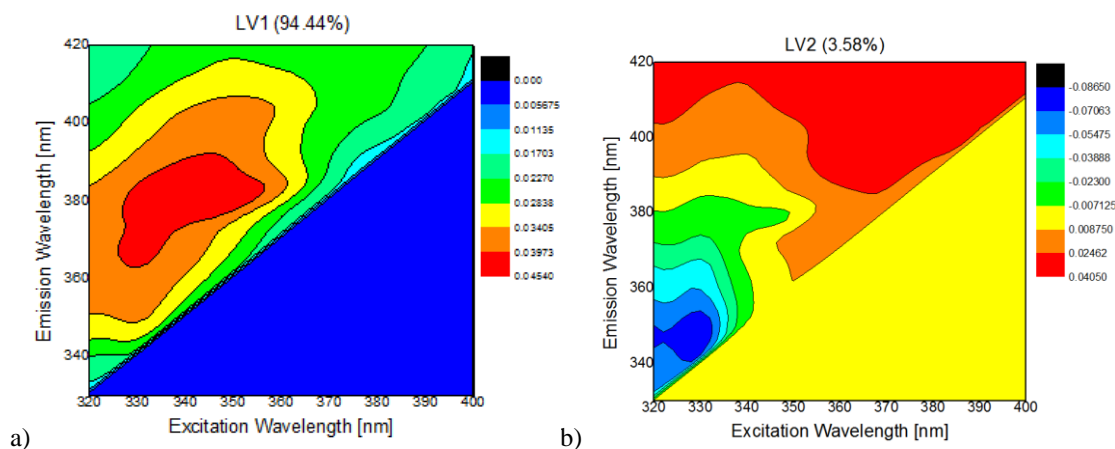 LV1 (94.44%)
420
400
380
360
340
Emission Wavelength [nm]
320 330 340 350 360 370 380 390 400
Excitation Wavelength [nm]
0.000
0.005675
0.01135
0.01703
0.02270
0.02838
0.03405
0.03973
0.04540
a)
LV2 (3.58%)
420
400
380
360
340
Emission Wavelength [nm]
320 330 340 350 360 370 380 390 400
Excitation Wavelength [nm]
-0.08650
-0.07063
-0.05475
-0.03888
-0.02300
-0.007125
0.008750
0.02462
0.04050
b)